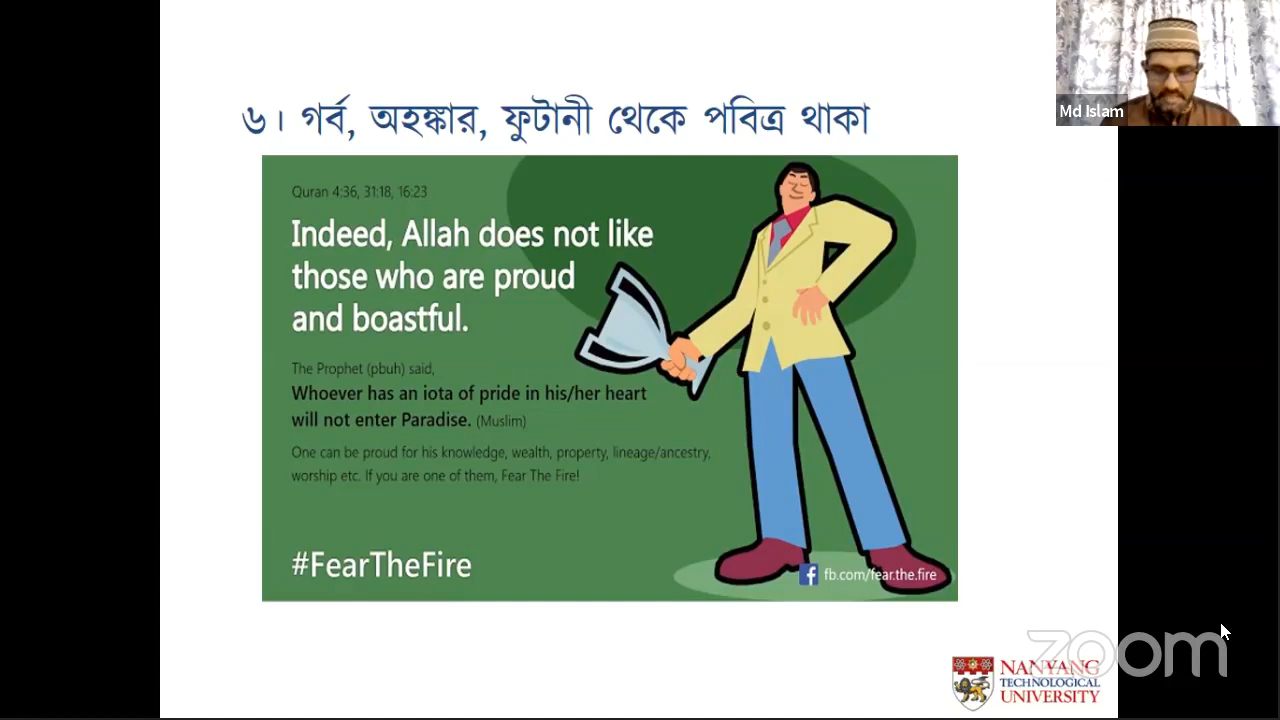 ৬। গর্ব, অহঙ্কার, ফুটানী থেকে পবিত্র থাকা
Md Islam
Quran 4:36, 31:18, 16:23
Indeed, Allah does not like
those who are proud
and boastful.
The Prophet (pbuh) said,
Whoever has an iota of pride in his/her heart
will not enter Paradise. (Muslim)
One can be proud for his knowledge, wealth, property, lineage/ancestry,
worship etc. If you are one of them, Fear The Fire!
#FearTheFire
fb.com/fear.the.fire
zoom
NANYANG
TECHNOLOGICAL
UNIVERSITY